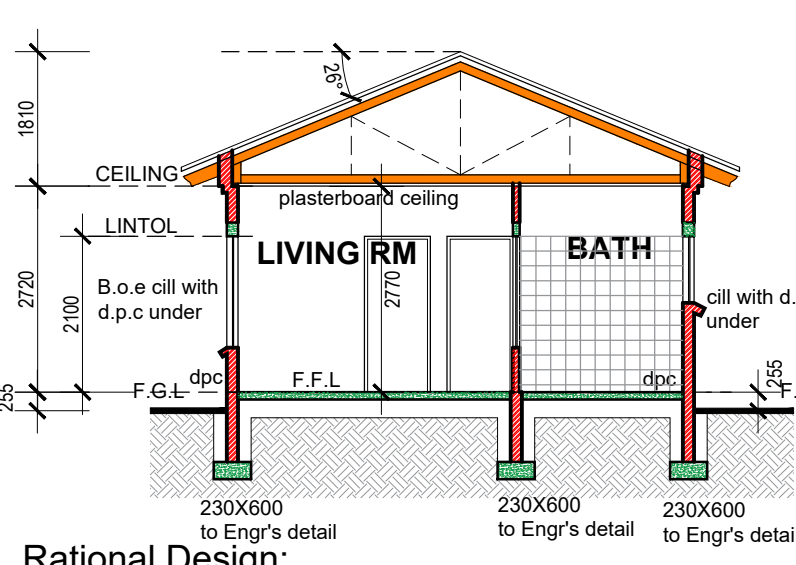 26°
1810
CEILING
plasterboard ceiling
LINTOL
LIVING RM
BATH
2720
2100
2770
B.o.e cill with
d.p.c under
cill with d.
under
dpc
F.G.L
F.F.L
dpc
255
255
F.
230X600
to Engr's detail
230X600
to Engr's detail
230X600
to Engr's detai
Rational Design: